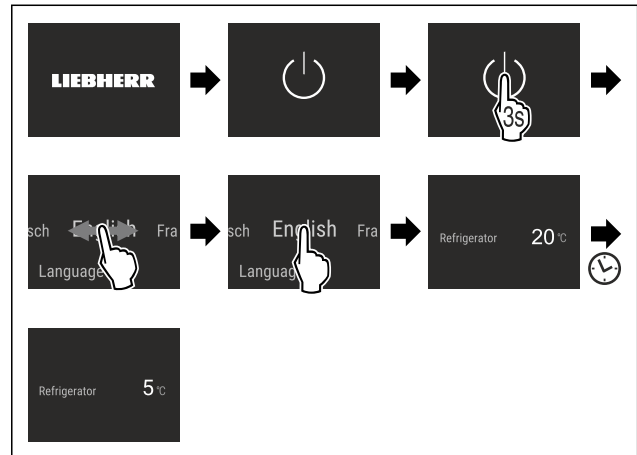 LIEBHERR
3s
sch English Fra
Language
sch English Fra
Language
Refrigerator 20 °C
Refrigerator 5 °C